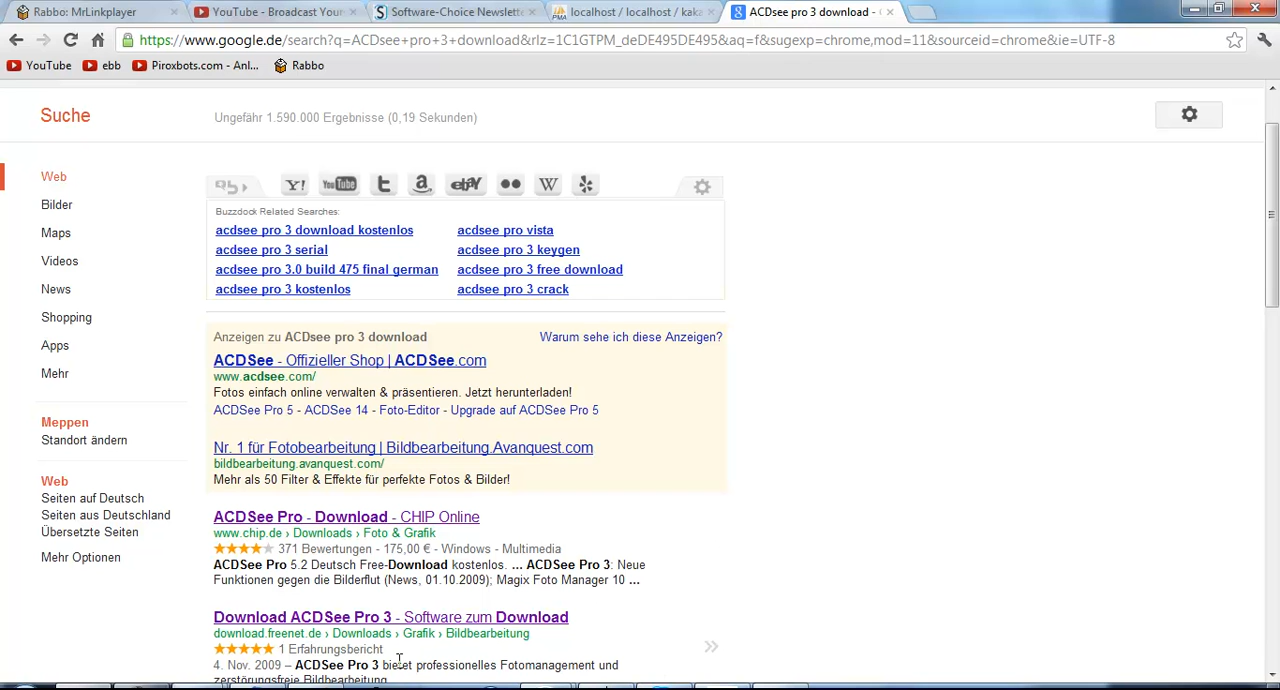 Rabbo: MrLinkplayer
YouTube - Broadcast Your
Software-Choice Newslette
localhost / localhost / kak
ACDsee pro 3 download -
https://www.google.de/search?q=ACDsee+pro+3+download&rlz=1C1GTPM_deDE495DE495&aq=f&sugexp=chrome,mod=11&sourceid=chrome&ie=UTF-8
YouTube
ebb
Piroxbots.com - Anl...
Rabbo
Suche
Ungefähr 1.590.000 Ergebnisse (0,19 Sekunden)
Web
Bilder
Maps
Videos
News
Shopping
Apps
Mehr
Meppen
Standort ändern
Web
Seiten auf Deutsch
Seiten aus Deutschland
Übersetzte Seiten
Mehr Optionen
Y! YouTube t a ebY W
Buzzdock Related Searches:
acdsee pro 3 download kostenlos
acdsee pro vista
acdsee pro 3 serial
acdsee pro 3 keygen
acdsee pro 3.0 build 475 final german
acdsee pro 3 free download
acdsee pro 3 kostenlos
acdsee pro 3 crack
Anzeigen zu ACDsee pro 3 download
Warum sehe ich diese Anzeigen?
ACDSee - Offizieller Shop | ACDSee.com
www.acdsee.com/
Fotos einfach online verwalten & präsentieren. Jetzt herunterladen!
ACDSee Pro 5 - ACDSee 14 - Foto-Editor - Upgrade auf ACDSee Pro 5
Nr. 1 für Fotobearbeitung | Bildbearbeitung.Avanquest.com
bildbearbeitung.avanquest.com/
Mehr als 50 Filter & Effekte für perfekte Fotos & Bilder!
ACDSee Pro - Download - CHIP Online
www.chip.de › Downloads › Foto & Grafik
371 Bewertungen - 175,00 € - Windows - Multimedia
ACDSee Pro 5.2 Deutsch Free-Download kostenlos. ... ACDSee Pro 3: Neue
Funktionen gegen die Bilderflut (News, 01.10.2009); Magix Foto Manager 10 ...
Download ACDSee Pro 3 - Software zum Download
download.freenet.de › Downloads › Grafik › Bildbearbeitung
1 Erfahrungsbericht
4. Nov. 2009 – ACDSee Pro 3 bietet professionelles Fotomanagement und
zerstörungsfreie Bildbearbeitung.